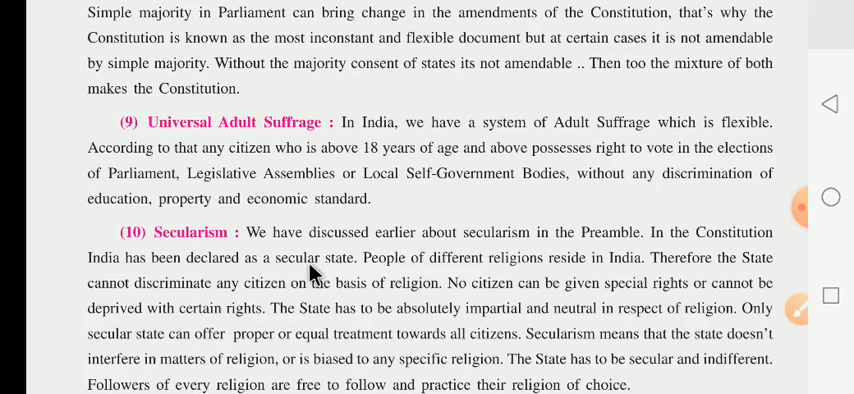 Simple majority in Parliament can bring change in the amendments of the Constitution, that's why the
Constitution is known as the most inconstant and flexible document but at certain cases it is not amendable
by simple majority. Without the majority consent of states its not amendable .. Then too the mixture of both
makes the Constitution.
(9) Universal Adult Suffrage : In India, we have a system of Adult Suffrage which is flexible.
According to that any citizen who is above 18 years of age and above possesses right to vote in the elections
of Parliament, Legislative Assemblies or Local Self-Government Bodies, without any discrimination of
education, property and economic standard.
(10) Secularism : We have discussed earlier about secularism in the Preamble. In the Constitution
India has been declared as a secular state. People of different religions reside in India. Therefore the State
cannot discriminate any citizen on the basis of religion. No citizen can be given special rights or cannot be
deprived with certain rights. The State has to be absolutely impartial and neutral in respect of religion. Only
secular state can offer proper or equal treatment towards all citizens. Secularism means that the state doesn't
interfere in matters of religion, or is biased to any specific religion. The State has to be secular and indifferent.
Followers of every religion are free to follow and practice their religion of choice.